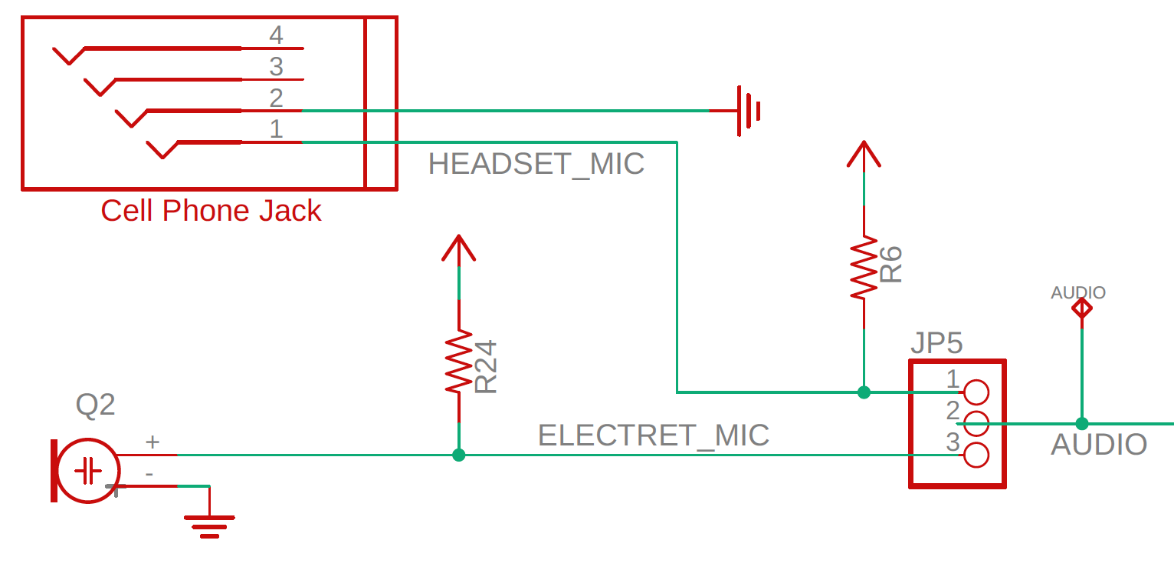 4
3
2
1
HEADSET_MIC
Cell Phone Jack
R6
AUDIO
R24
JP5
1
2
3
Q2
+
-
ELECTRET_MIC
AUDIO